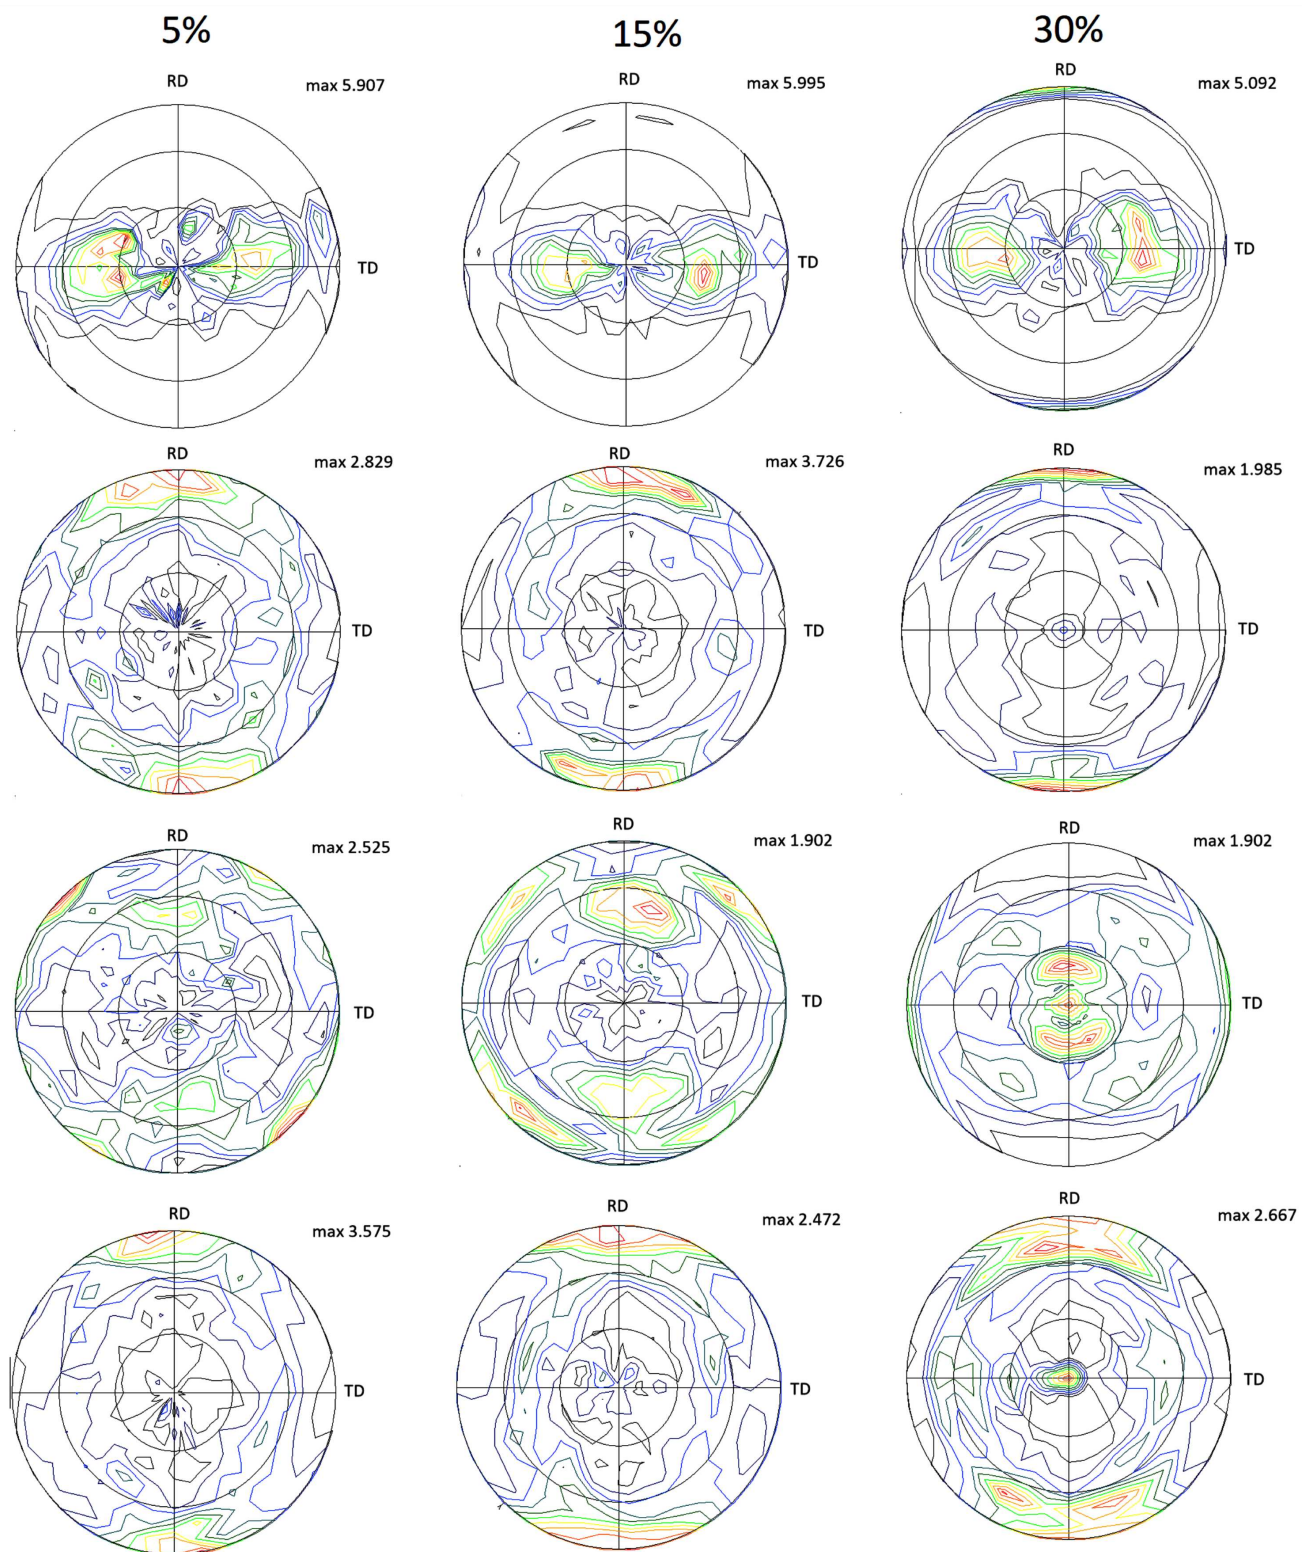 5%
15%
30%
RD
max 5.907
RD
max 5.995
RD
max 5.092
TD
TD
TD
RD
max 2.829
RD
max 3.726
RD
max 1.985
TD
TD
TD
RD
max 2.525
RD
max 1.902
RD
max 1.902
TD
TD
TD
RD
max 3.575
RD
max 2.472
RD
max 2.667
TD
TD
TD